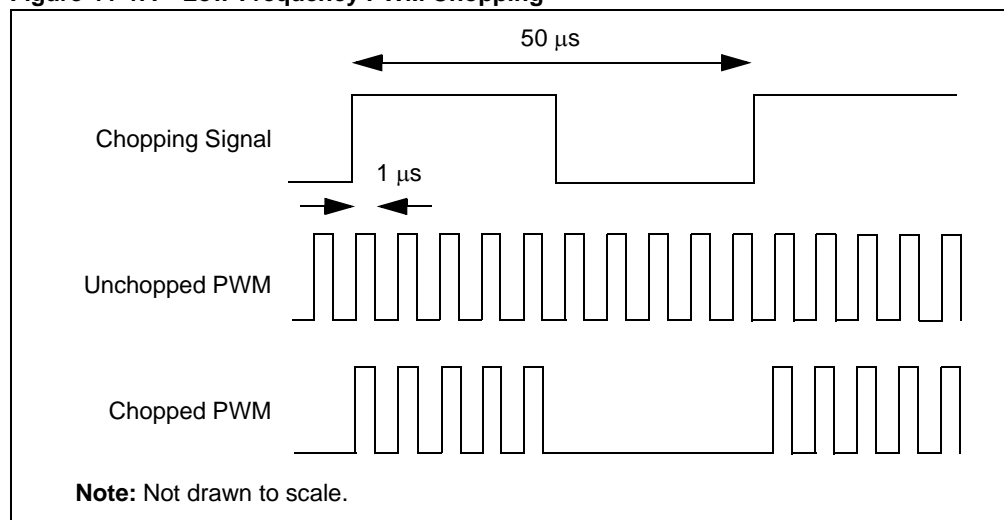 50 μs
Chopping Signal
1 μs
Unchopped PWM
Chopped PWM
Note: Not drawn to scale.